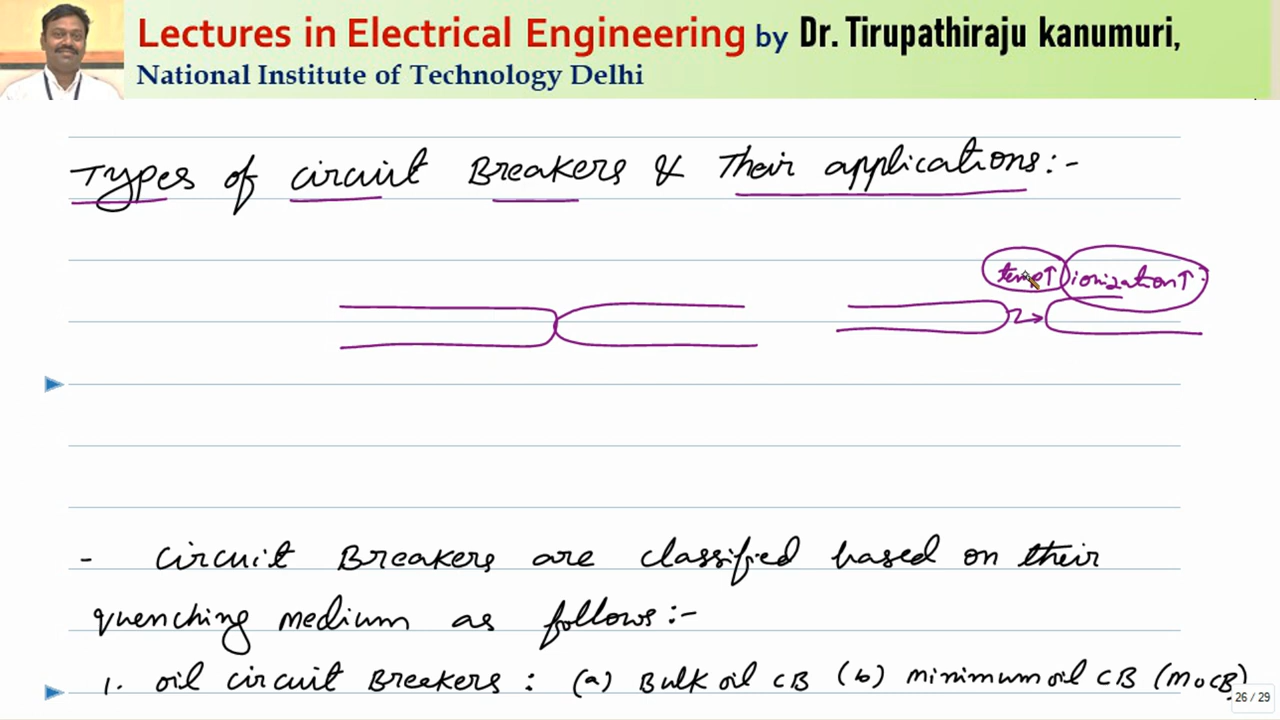 Lectures in Electrical Engineering by Dr. Tirupathiraju kanumuri,
National Institute of Technology Delhi
Types of circuit Breakers & Their applications:-
temp↑ ionization↑
- Circuit Breakers are classified based on their
quenching medium as follows:-
1. oil circuit Breakers : (a) Bulk oil CB (b) minimum oil CB (MOCB)
26 / 29